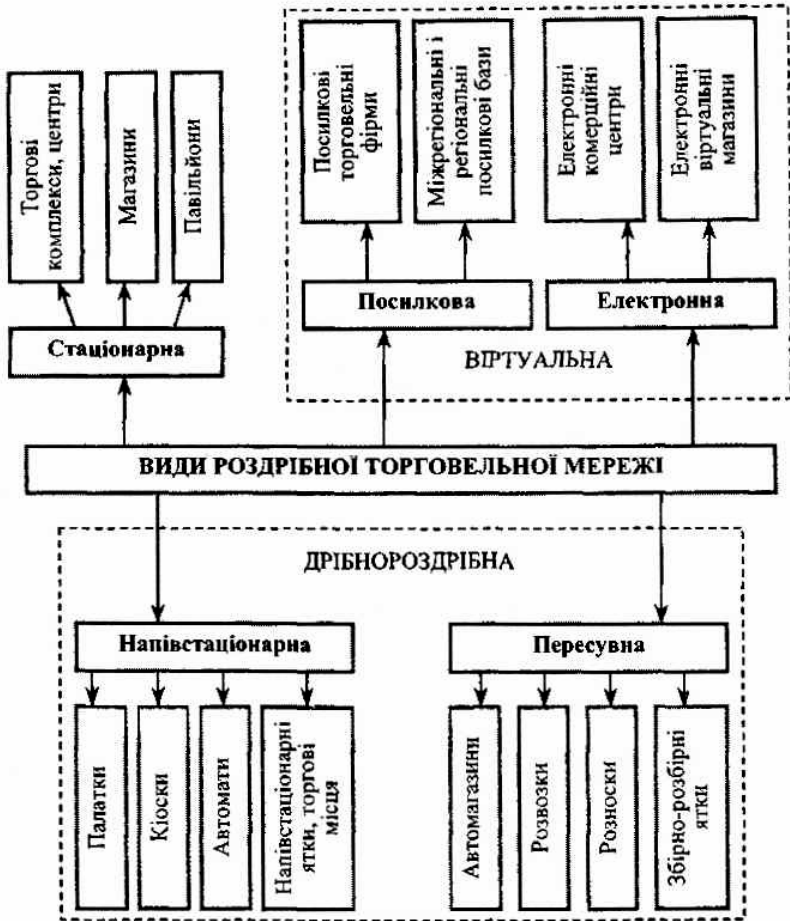 Торгові
комплекси, центри
Магазини
Павільйони
Посилкові
торговельні
фірми
Міжрегіональні і
регіональні
посилкові бази
Електронні
комерційні
центри
Електронні
віртуальні
магазини
Стаціонарна
Посилкова
Електронна
ВІРТУАЛЬНА
ВИДИ РОЗДРІБНОЇ ТОРГОВЕЛЬНОЇ МЕРЕЖІ
ДРІБНОРОЗДРІБНА
Напівстаціонарна
Пересувна
Палатки
Кіоски
Автомати
Напівстаціонарні
ятки, торгові
місця
Автомагазини
Розвозки
Розноски
Збірно-розбірні
ятки